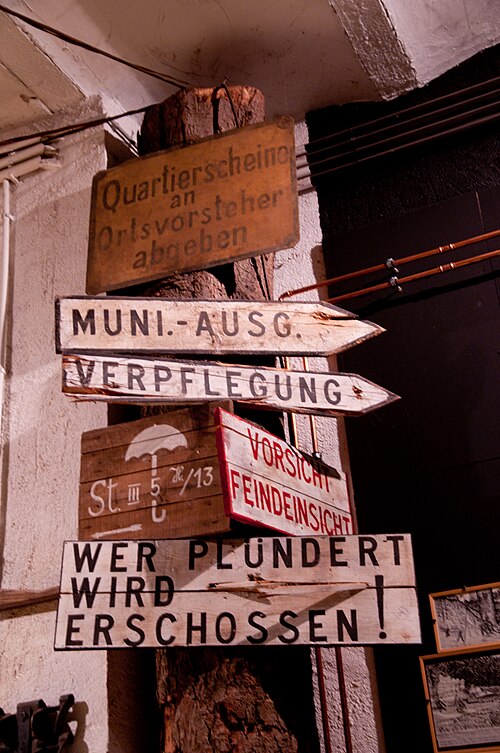 Quartierscheine
an
Ortsvorsteher
abgeben
MUNI.-AUSG.
VERPFLEGUNG
St. III 5 /13
VORSICHT
FEINDEINSICHT
WER PLÜNDERT
WIRD
ERSCHOSSEN!